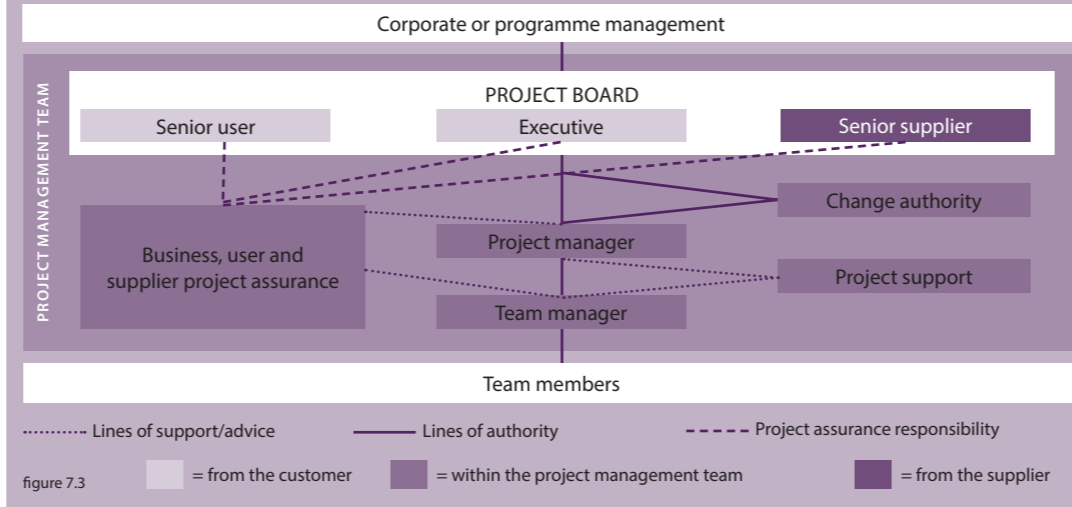 Corporate or programme management
PROJECT MANAGEMENT TEAM
PROJECT BOARD
Senior user
Executive
Senior supplier
Change authority
Business, user and
supplier project assurance
Project manager
Project support
Team manager
Team members
Lines of support/advice
Lines of authority
Project assurance responsibility
figure 7.3
= from the customer
= within the project management team
= from the supplier